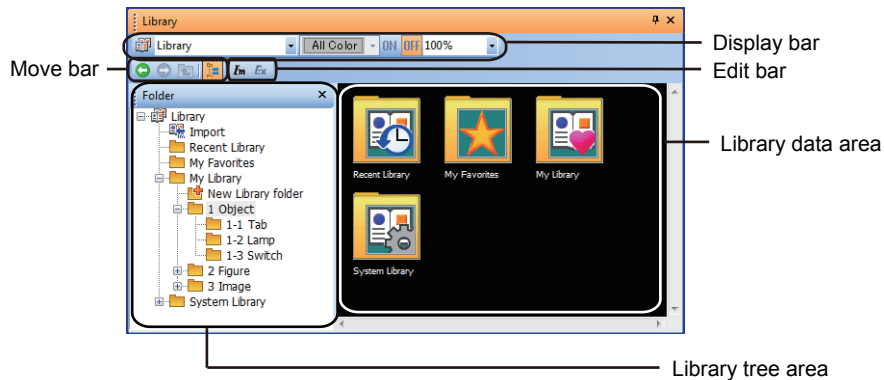 Library
Library All Color ON OFF 100%
Display bar
Move bar
Im Ex
Edit bar
Folder
Library
Import
Recent Library
My Favorites
My Library
New Library folder
1 Object
1-1 Tab
1-2 Lamp
1-3 Switch
2 Figure
3 Image
System Library
Recent Library My Favorites My Library
System Library
Library data area
Library tree area